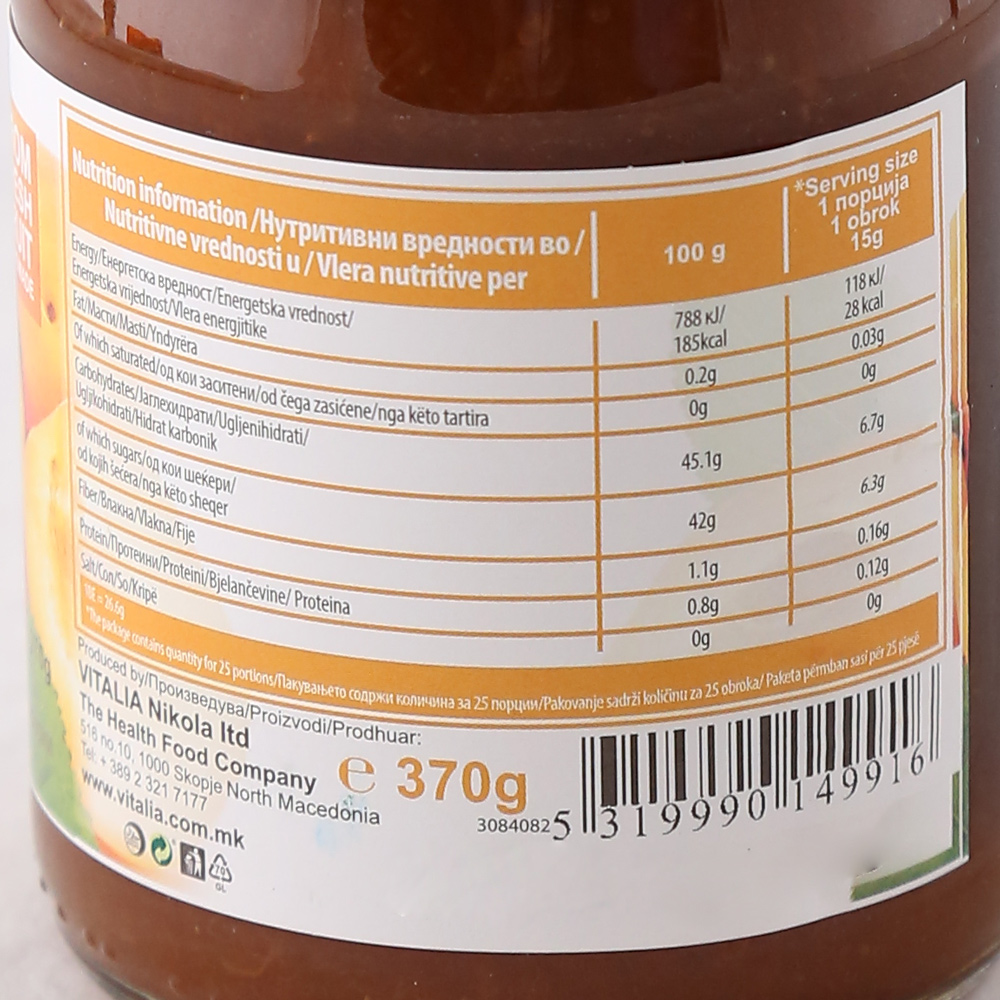 Nutrition information /Нутритивни вредности во /
Nutritivne vrednosti u / Vlera nutritive per
100 g
*Serving size
1 порција
1 obrok
15g
Energy/Енергетска вредност/Energetska vrednost/
Energetska vrijednost/Vlera energjitike
788 кJ/
185kcal
118 кJ/
28 kcal
Fat/Масти/Masti/Yndyrëra
0.2g
0.03g
Of which saturated/од кои заситени/od čega zasićene/nga këto tartira
0g
0g
Carbohydrates/Јаглехидрати/Ugljenihidrati/
Ugljikohidrati/Hidrat karbonik
45.1g
6.7g
of which sugars/од кои шеќери/
od kojih šećera/nga këto sheqer
42g
6.3g
Fiber/Влакна/Vlakna/Fije
1.1g
0.16g
Protein/Протеини/Proteini/Bjelančevine/ Proteina
0.8g
0.12g
Salt/Сол/So/Kripë
0g
0g
*The package contains quantity for 25 portions/Пакувањето содржи количина за 25 порции/Pakovanje sadrži količinu za 25 obroka/ Paketa përmban sasi për 25 pjesë
Produced by/Произведува/Proizvodi/Prodhuar:
VITALIA Nikola ltd
The Health Food Company
518 no.10, 1000 Skopje North Macedonia
Tel: + 389 2 321 7177
www.vitalia.com.mk
e 370g
3084082
5 319990 149916
70
GL